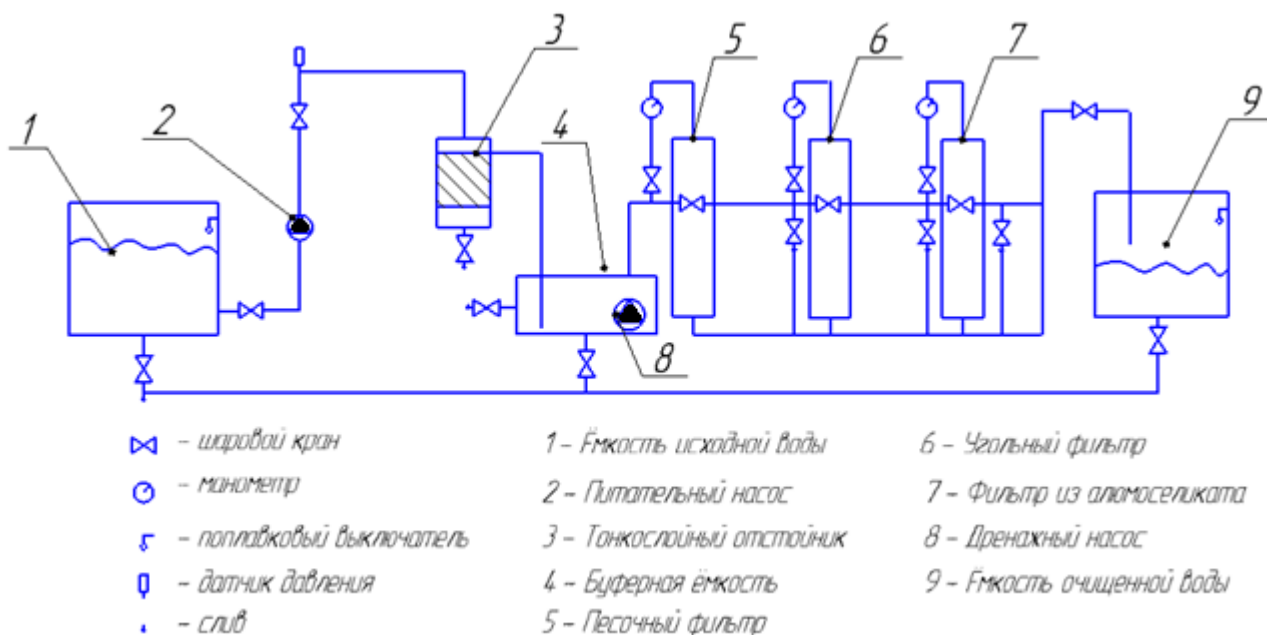 1
2
3
4
5
6
7
9
8
– шаровой кран
– манометр
– поплавковый выключатель
– датчик давления
– слив
1 – Ёмкость исходной воды
2 – Питательный насос
3 – Тонкослойный отстойник
4 – Буферная ёмкость
5 – Песочный фильтр
6 – Угольный фильтр
7 – Фильтр из алюмоселиката
8 – Дренажный насос
9 – Ёмкость очищенной воды